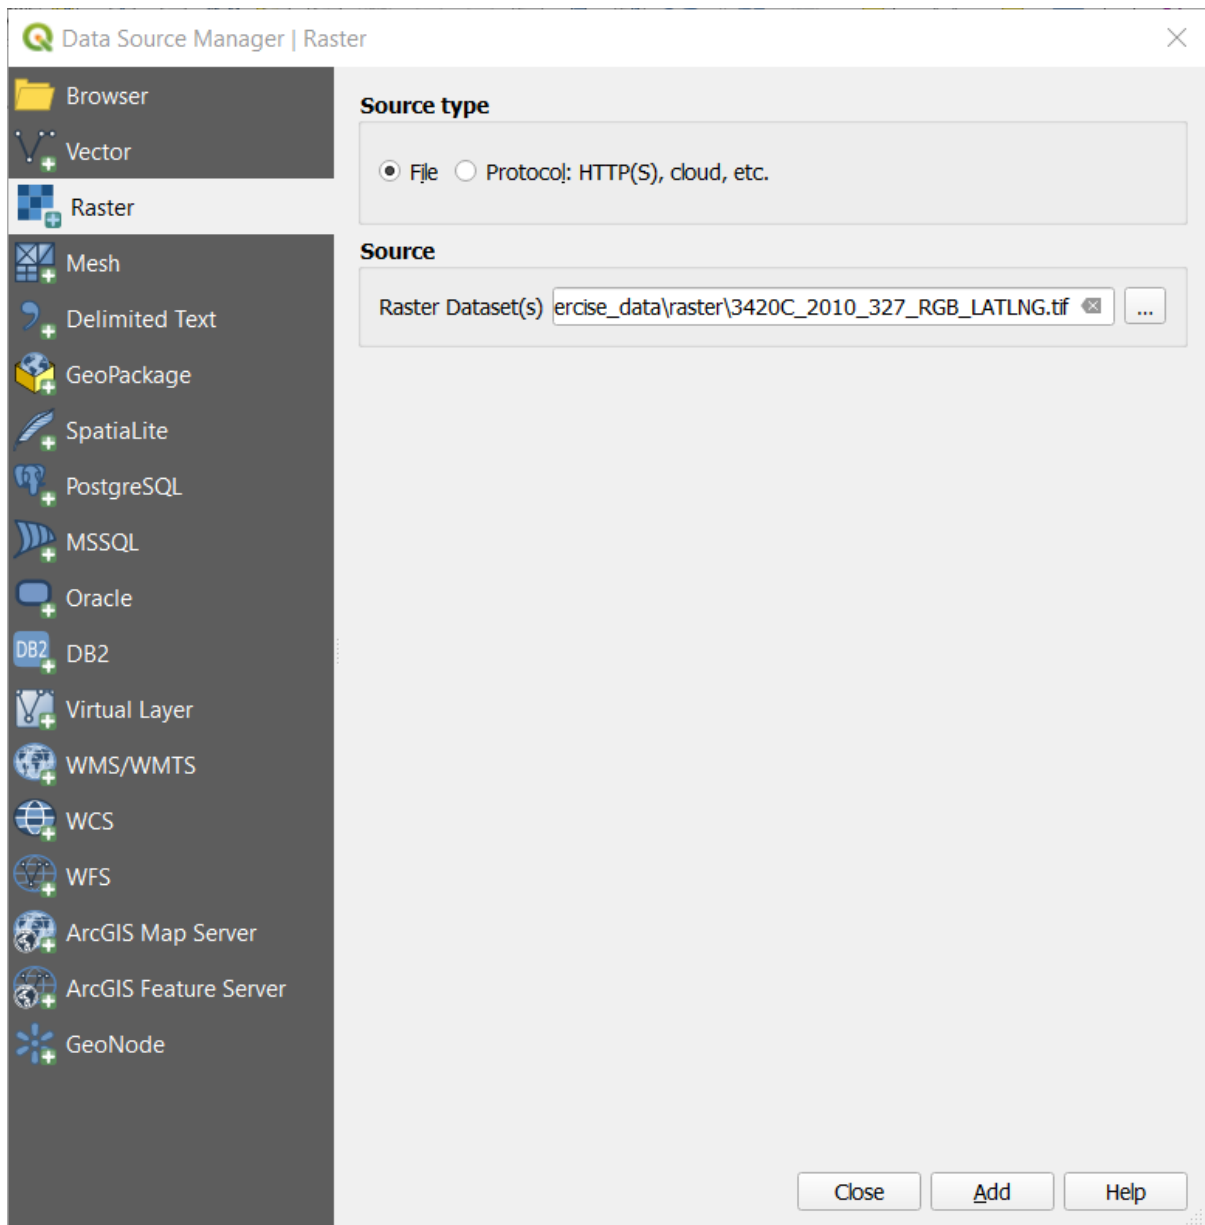 Data Source Manager | Raster
Browser
Vector
Raster
Mesh
Delimited Text
GeoPackage
SpatiaLite
PostgreSQL
MSSQL
Oracle
DB2
DB2
Virtual Layer
WMS/WMTS
WCS
WFS
ArcGIS Map Server
ArcGIS Feature Server
GeoNode
Source type
File Protocol: HTTP(S), cloud, etc.
Source
Raster Dataset(s) ercise_data\raster\3420C_2010_327_RGB_LATLNG.tif ...
Close Add Help